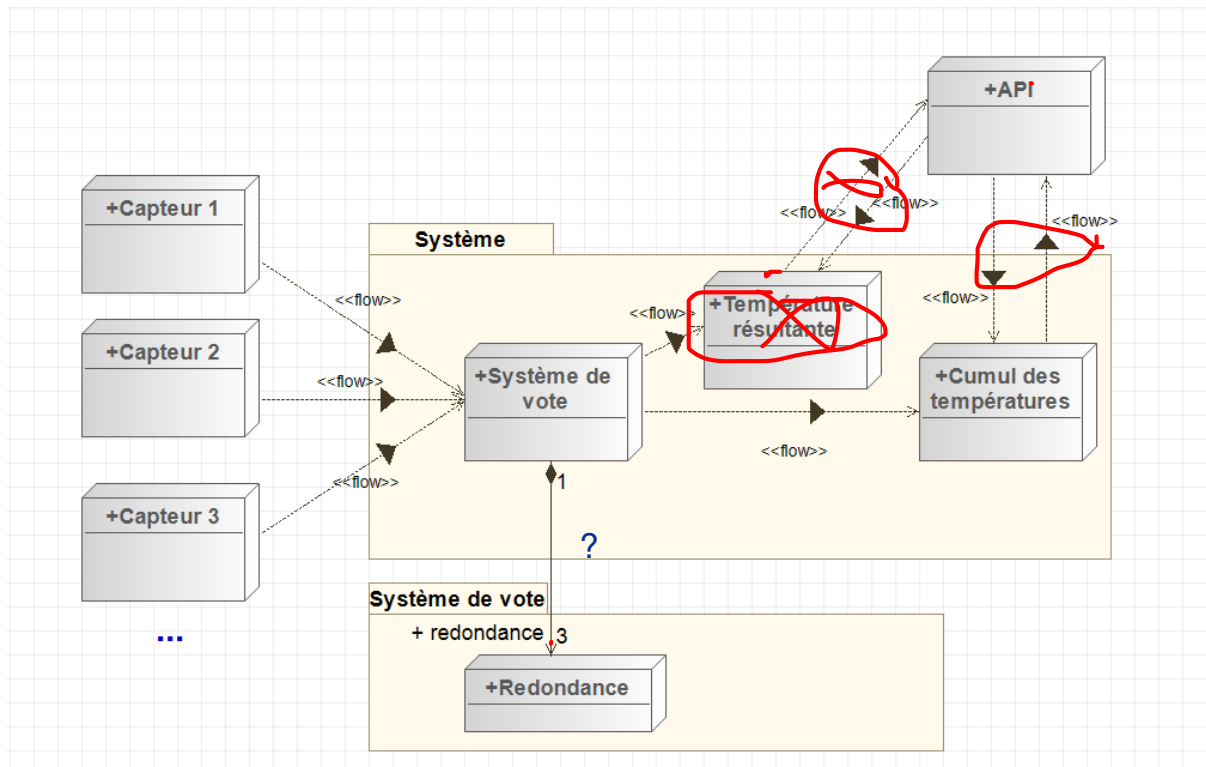 +API
+Capteur 1
<<flow>>
<<flow>>
<<flow>>
Système
<<flow>>
<<flow>>
<<flow>>
+Température
résultante
+Capteur 2
<<flow>>
+Système de
vote
+Cumul des
températures
<<flow>>
<<flow>>
+Capteur 3
1
?
...
Système de vote
+ redondance
3
+Redondance